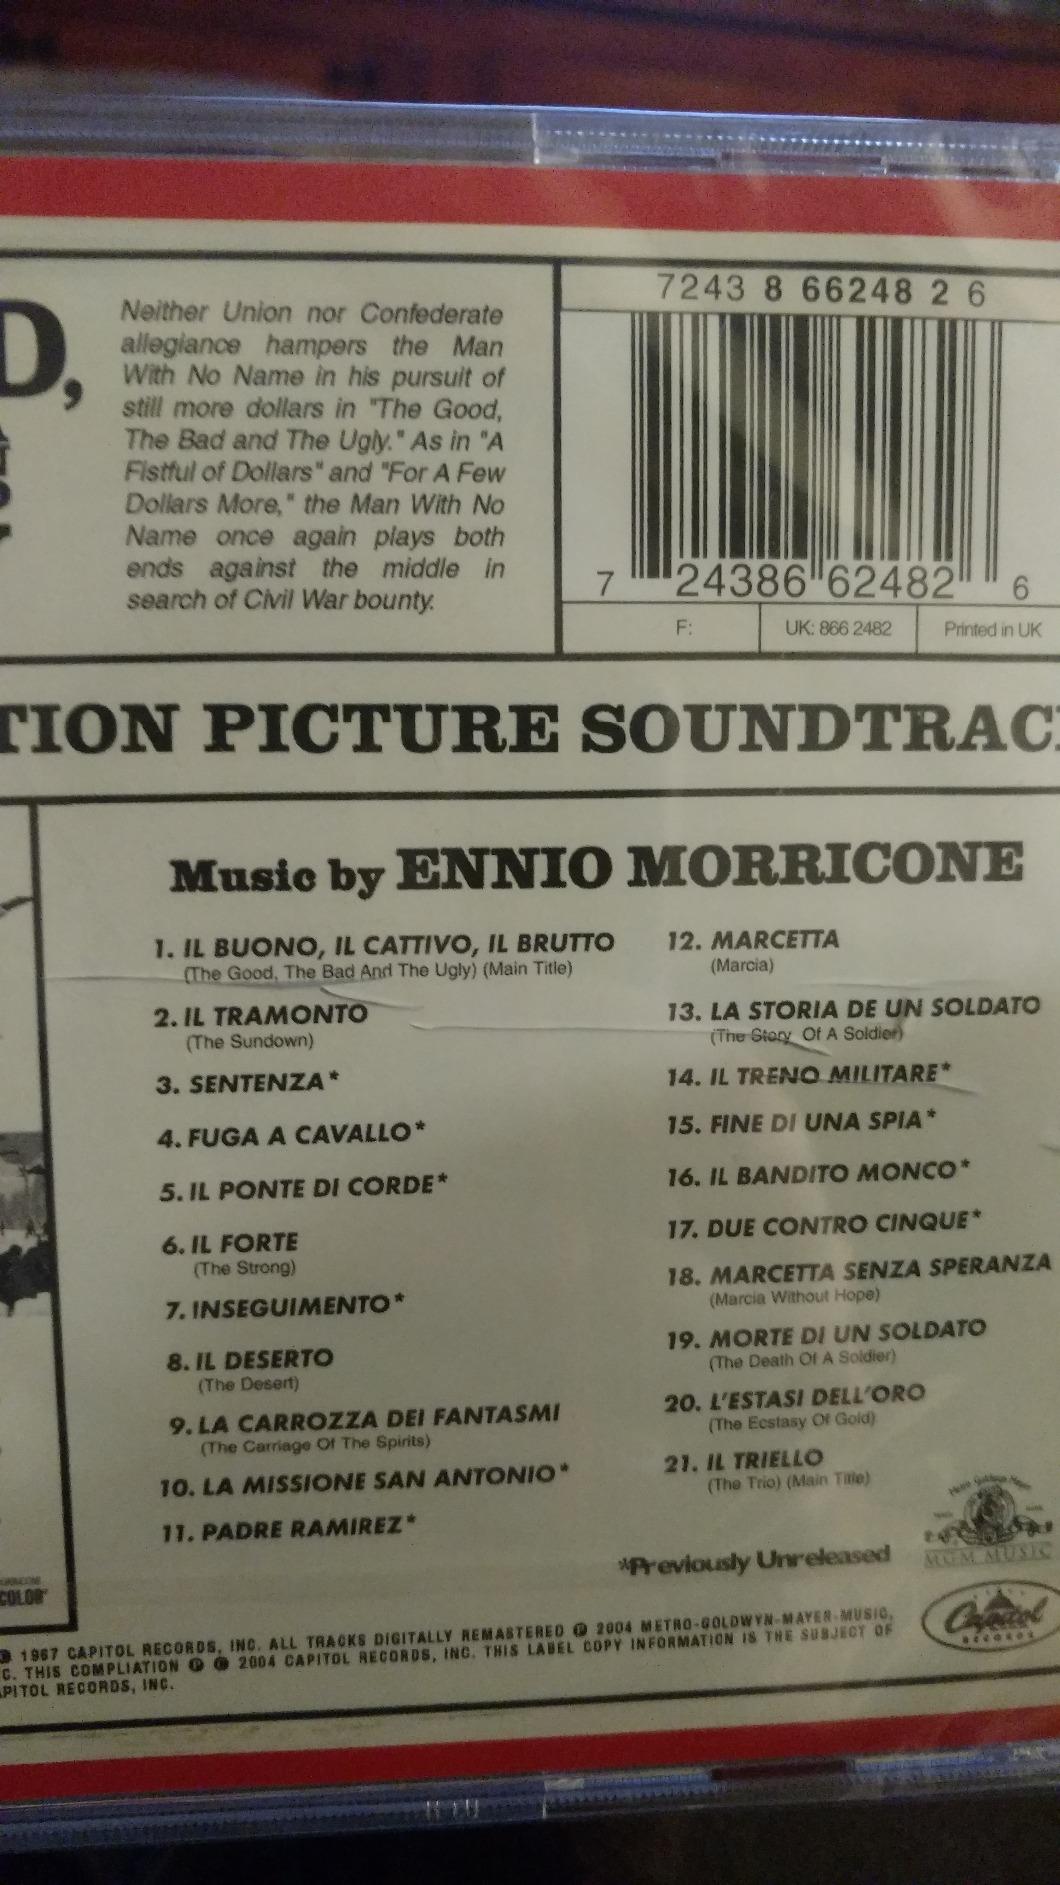 D,
Neither Union nor Confederate
allegiance hampers the Man
With No Name in his pursuit of
still more dollars in "The Good,
The Bad and The Ugly." As in "A
Fistful of Dollars" and "For A Few
Dollars More," the Man With No
Name once again plays both
ends against the middle in
search of Civil War bounty.
7243 8 66248 2 6
7 24386 62482 6
F:
UK: 866 2482
Printed in UK
TION PICTURE SOUNDTRAC
Music by ENNIO MORRICONE
1. IL BUONO, IL CATTIVO, IL BRUTTO
(The Good, The Bad And The Ugly) (Main Title)
2. IL TRAMONTO
(The Sundown)
3. SENTENZA*
4. FUGA A CAVALLO*
5. IL PONTE DI CORDE*
6. IL FORTE
(The Strong)
7. INSEGUIMENTO*
8. IL DESERTO
(The Desert)
9. LA CARROZZA DEI FANTASMI
(The Carriage Of The Spirits)
10. LA MISSIONE SAN ANTONIO*
11. PADRE RAMIREZ*
12. MARCETTA
(Marcia)
13. LA STORIA DE UN SOLDATO
(The Story Of A Soldier)
14. IL TRENO MILITARE*
15. FINE DI UNA SPIA*
16. IL BANDITO MONCO*
17. DUE CONTRO CINQUE*
18. MARCETTA SENZA SPERANZA
(Marcia Without Hope)
19. MORTE DI UN SOLDATO
(The Death Of A Soldier)
20. L'ESTASI DELL'ORO
(The Ecstasy Of Gold)
21. IL TRIELLO
(The Trio) (Main Title)
*Previously Unreleased
Metro Goldwyn Mayer
MGM MUSIC
Capitol
RECORDS
COLOR
1967 CAPITOL RECORDS, INC. ALL TRACKS DIGITALLY REMASTERED ℗ 2004 METRO-GOLDWYN-MAYER MUSIC,
C. THIS COMPLIATION ℗ © 2004 CAPITOL RECORDS, INC. THIS LABEL COPY INFORMATION IS THE SUBJECT OF
APITOL RECORDS, INC.